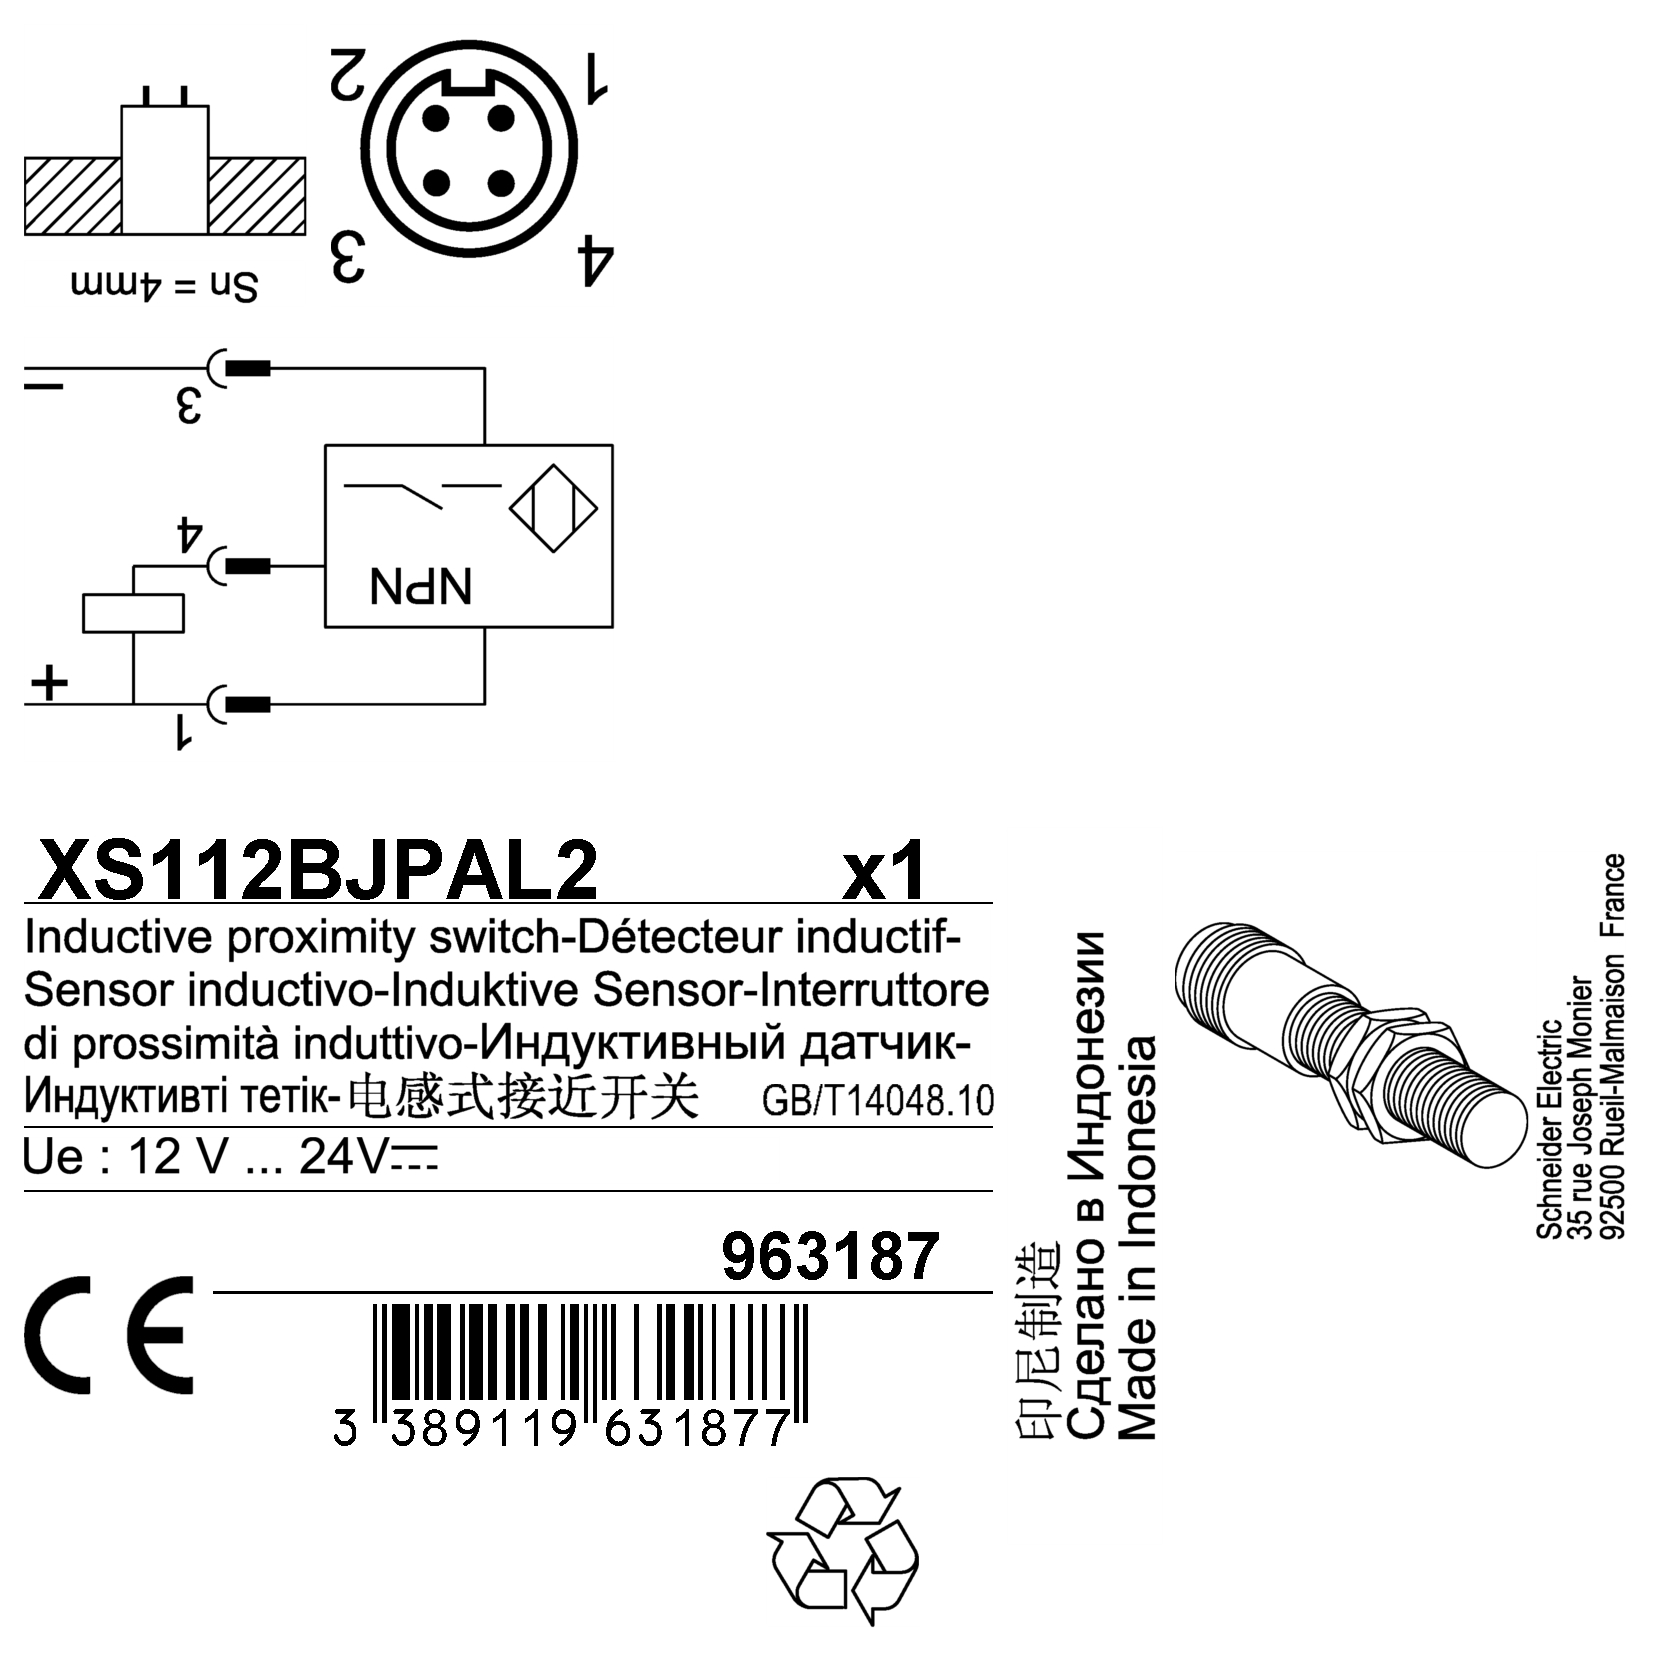 2
1
3
4
Sn = 4mm
–
3
4
NPN
+
1
XS112BJPAL2 x1
Inductive proximity switch-Détecteur inductif-
Sensor inductivo-Induktive Sensor-Interruttore
di prossimità induttivo-Индуктивный датчик-
Индуктивті тетік-电感式接近开关 GB/T14048.10
Ue : 12 V ... 24V
963187
CE
3 389119 631877
印尼制造
Сделано в Индонезии
Made in Indonesia
Schneider Electric
35 rue Joseph Monier
92500 Rueil-Malmaison France